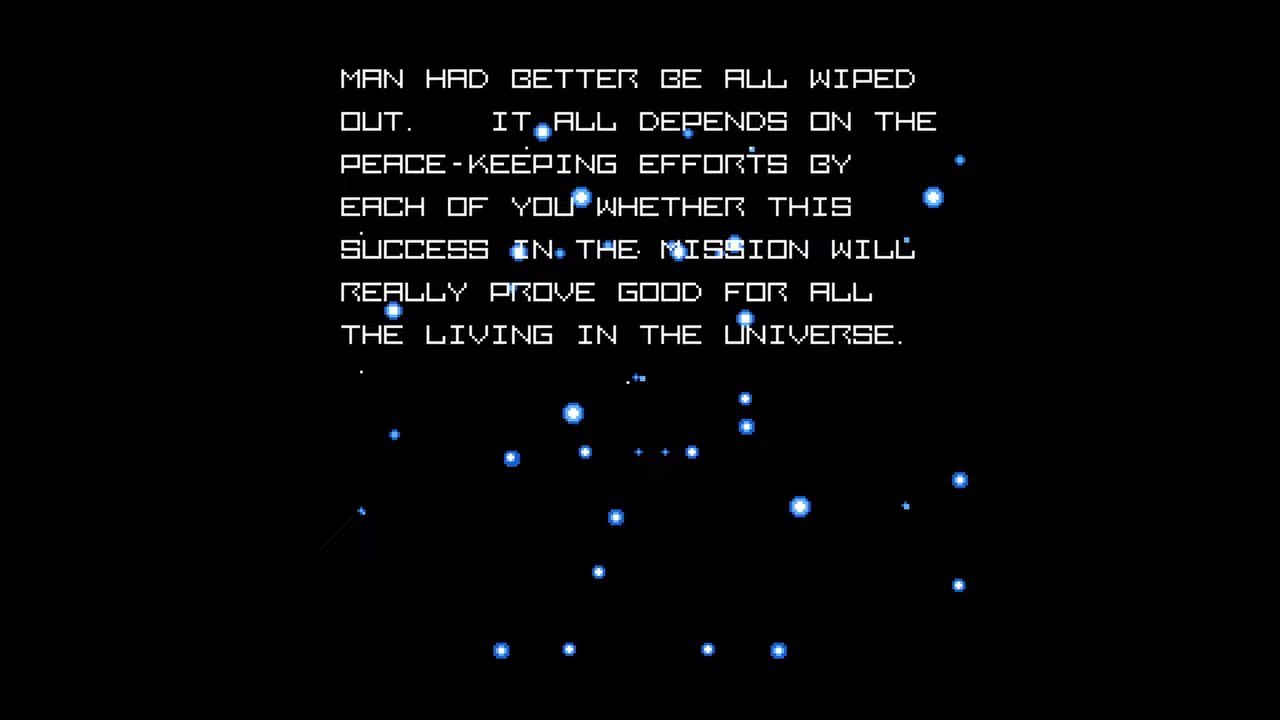 MAN HAD BETTER BE ALL WIPED
OUT. IT ALL DEPENDS ON THE
PEACE-KEEPING EFFORTS BY
EACH OF YOU WHETHER THIS
SUCCESS IN THE MISSION WILL
REALLY PROVE GOOD FOR ALL
THE LIVING IN THE UNIVERSE.